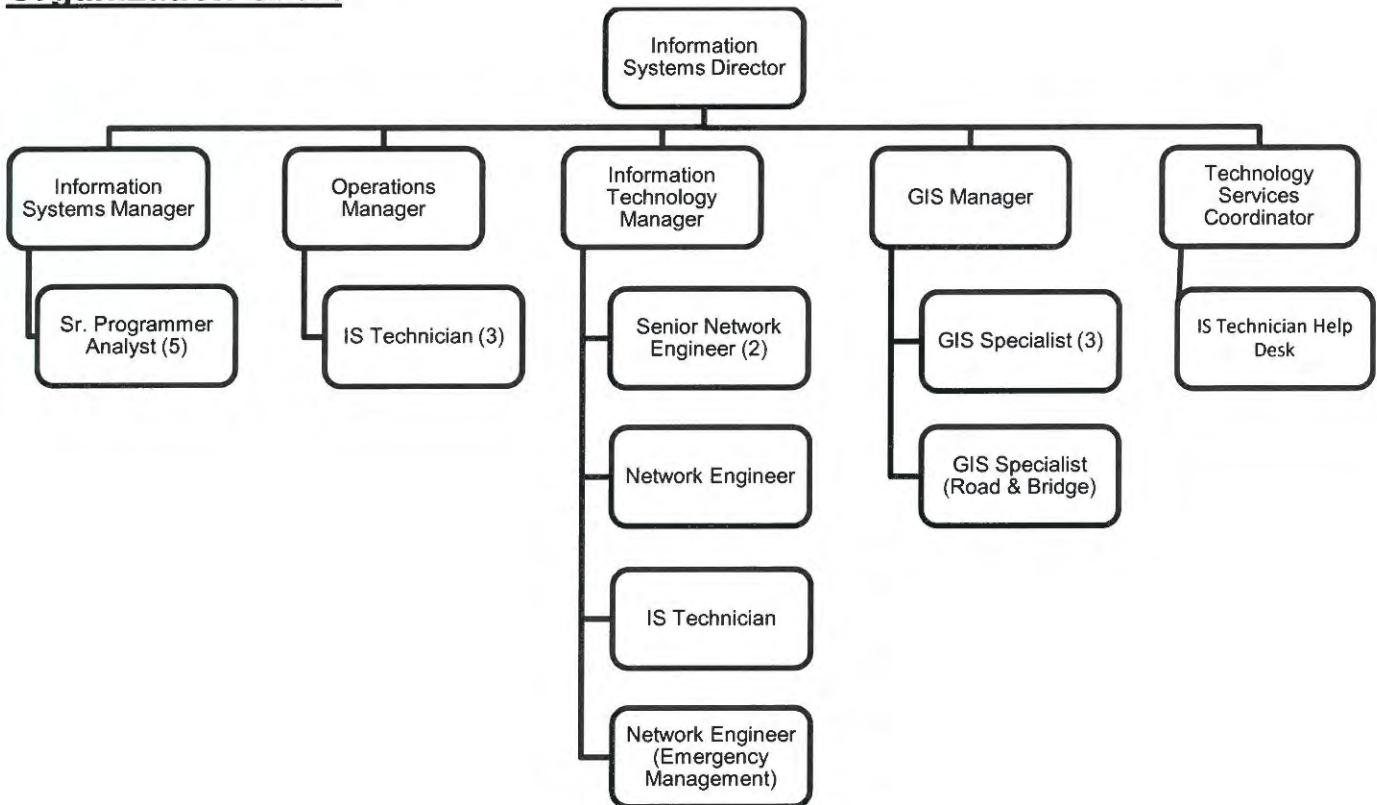 Information
Systems Director
Information
Systems Manager
Operations
Manager
Information
Technology
Manager
GIS Manager
Technology
Services
Coordinator
Sr. Programmer
Analyst (5)
IS Technician (3)
Senior Network
Engineer (2)
GIS Specialist (3)
IS Technician Help
Desk
Network Engineer
GIS Specialist
(Road & Bridge)
IS Technician
Network Engineer
(Emergency
Management)